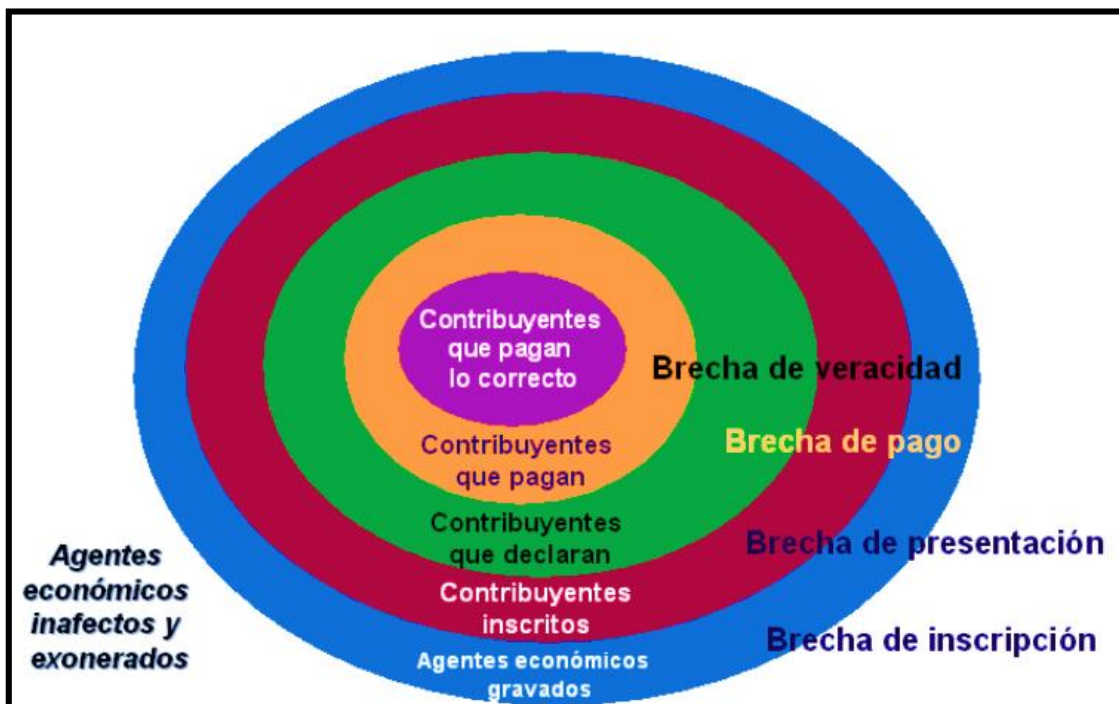 Contribuyentes
que pagan
lo correcto
Brecha de veracidad
Contribuyentes
que pagan
Brecha de pago
Contribuyentes
que declaran
Brecha de presentación
Agentes
económicos
inafectos y
exonerados
Contribuyentes
inscritos
Brecha de inscripción
Agentes económicos
gravados